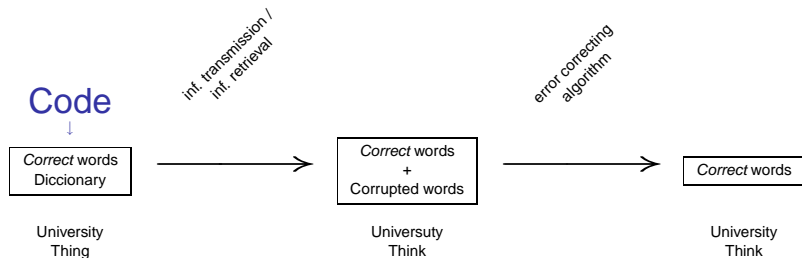 inf. transmission /
inf. retrieval
error correcting
algorithm
Code
↓
Correct words
Diccionary
Correct words
+
Corrupted words
Correct words
University
Thing
Universuty
Think
University
Think